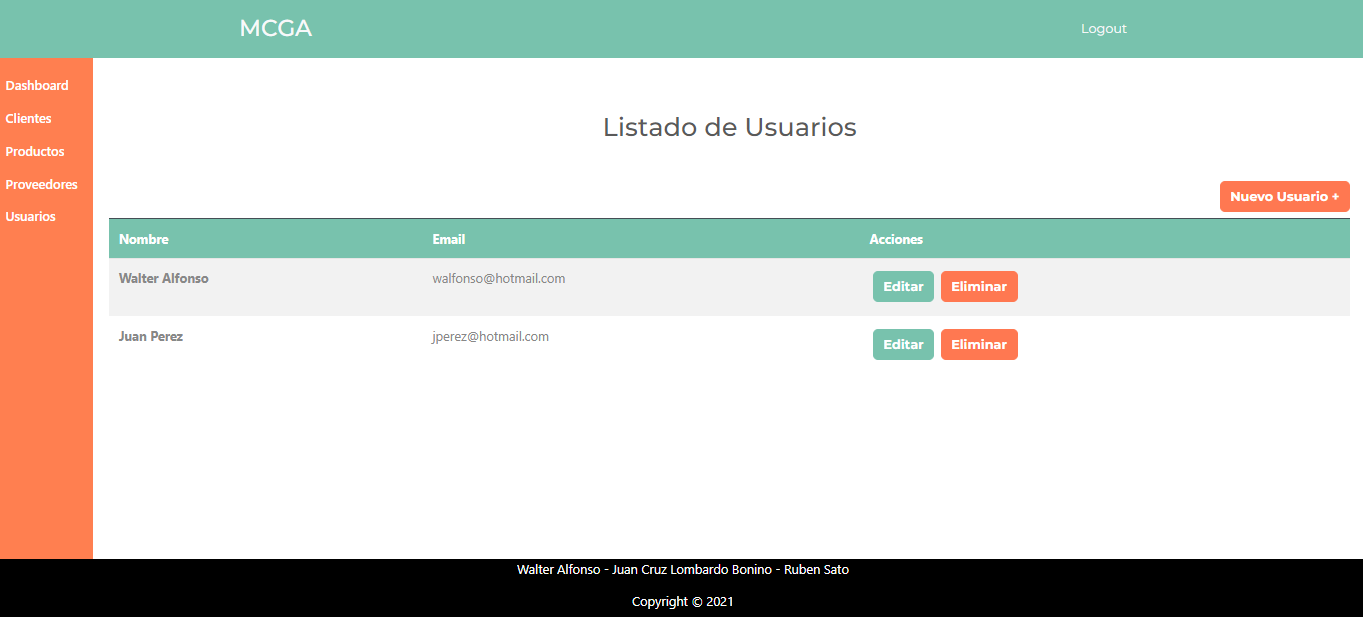 MCGA
Logout
Dashboard
Clientes
Productos
Proveedores
Usuarios
Listado de Usuarios
Nuevo Usuario +
Nombre Email Acciones
Walter Alfonso walfonso@hotmail.com Editar Eliminar
Juan Perez jperez@hotmail.com Editar Eliminar
Walter Alfonso - Juan Cruz Lombardo Bonino - Ruben Sato
Copyright © 2021